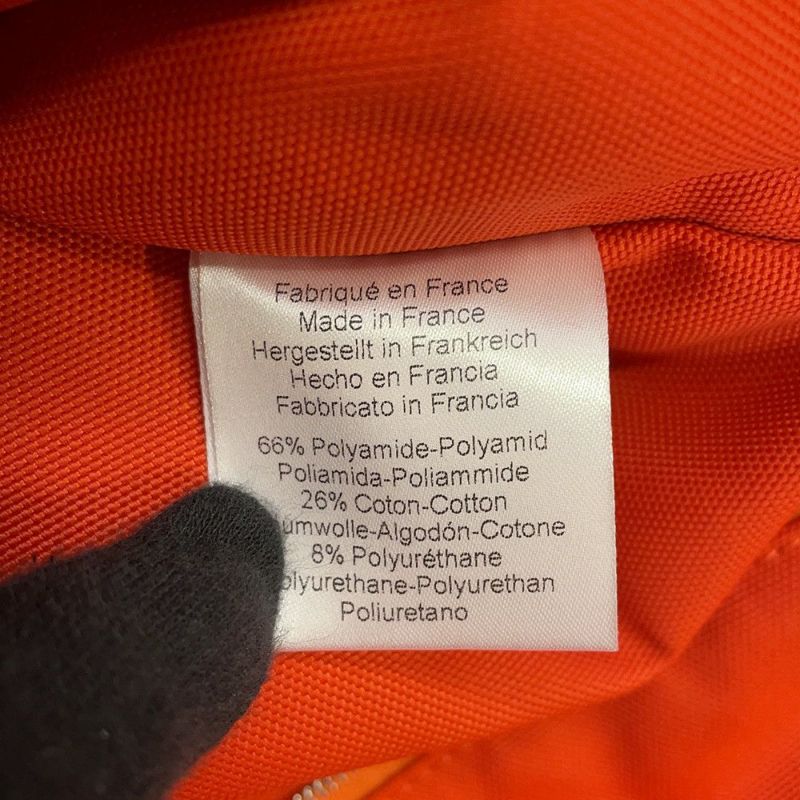 Fabriqué en France
Made in France
Hergestellt in Frankreich
Hecho en Francia
Fabbricato in Francia
66% Polyamide-Polyamid
Poliamida-Poliammide
26% Coton-Cotton
umwolle-Algodón-Cotone
8% Polyuréthane
olyurethane-Polyurethan
Poliuretano